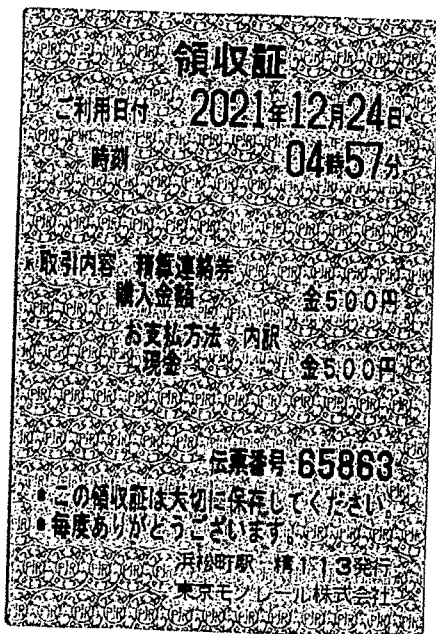 領収証
ご利用日付 2021年12月24日
時刻 04時57分
取引内容 精算連絡券
購入金額 金500円
お支払方法 内訳
現金 金500円
伝票番号 65863
・この領収証は大切に保存してください。
・毎度ありがとうございます。
浜松町駅 精113発行
東京モノレール株式会社